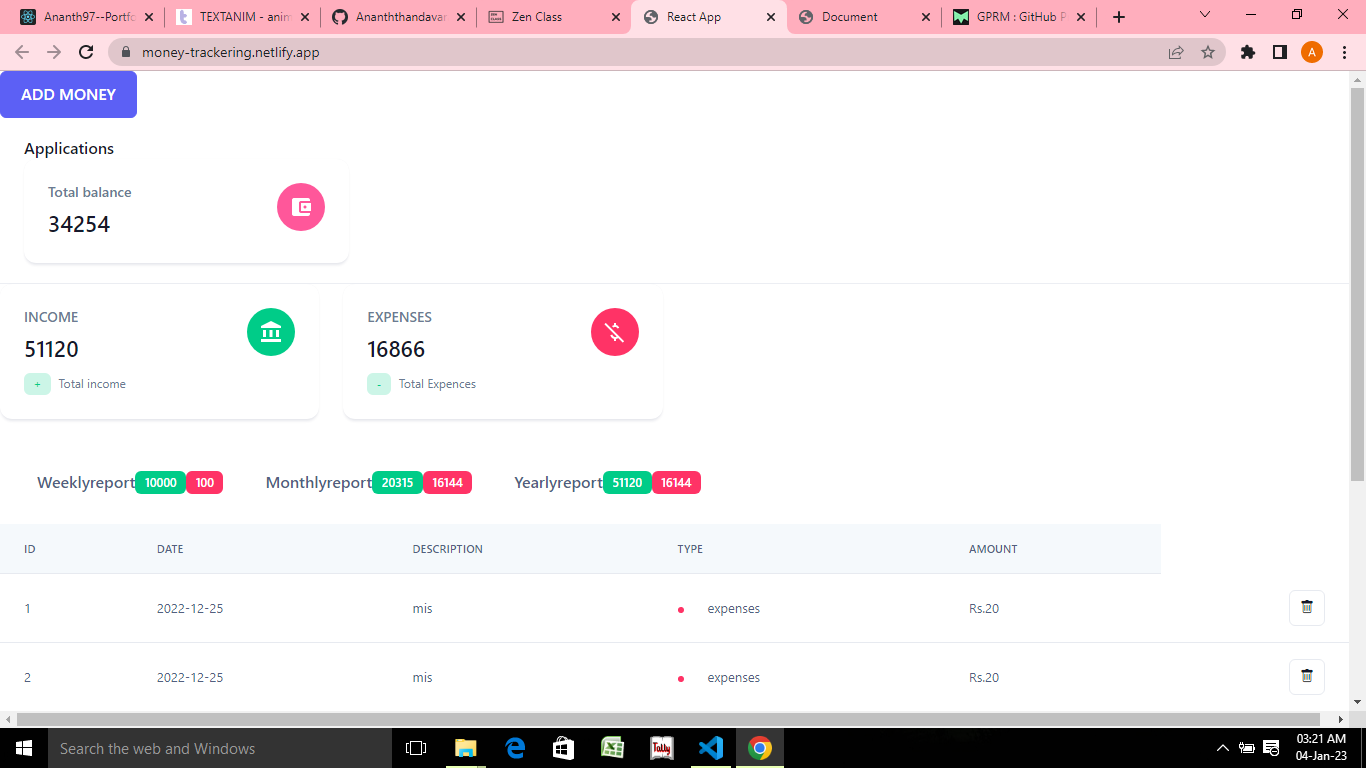 Ananth97--Portfo
TEXTANIM - anim
Ananththandavar
Zen Class
React App
Document
GPRM : GitHub P
money-trackering.netlify.app
A
ADD MONEY
Applications
Total balance
34254
INCOME
51120
+ Total income
EXPENSES
16866
- Total Expences
Weeklyreport 10000 100 Monthlyreport 20315 16144 Yearlyreport 51120 16144
ID DATE DESCRIPTION TYPE AMOUNT
1 2022-12-25 mis expenses Rs.20
2 2022-12-25 mis expenses Rs.20
Search the web and Windows
Tally
03:21 AM
04-Jan-23